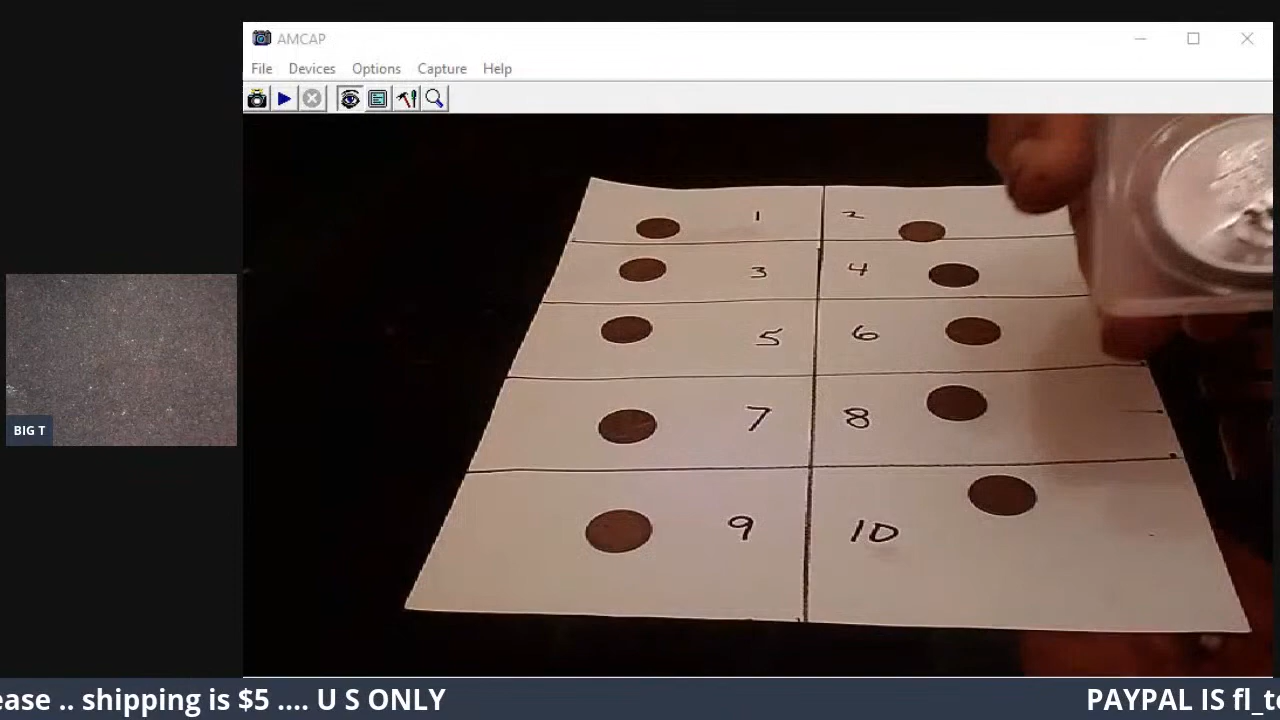 AMCAP
File Devices Options Capture Help
1 2
3 4
5 6
7 8
9 10
BIG T
ease .. shipping is $5 .... U S ONLY
PAYPAL IS fl_t